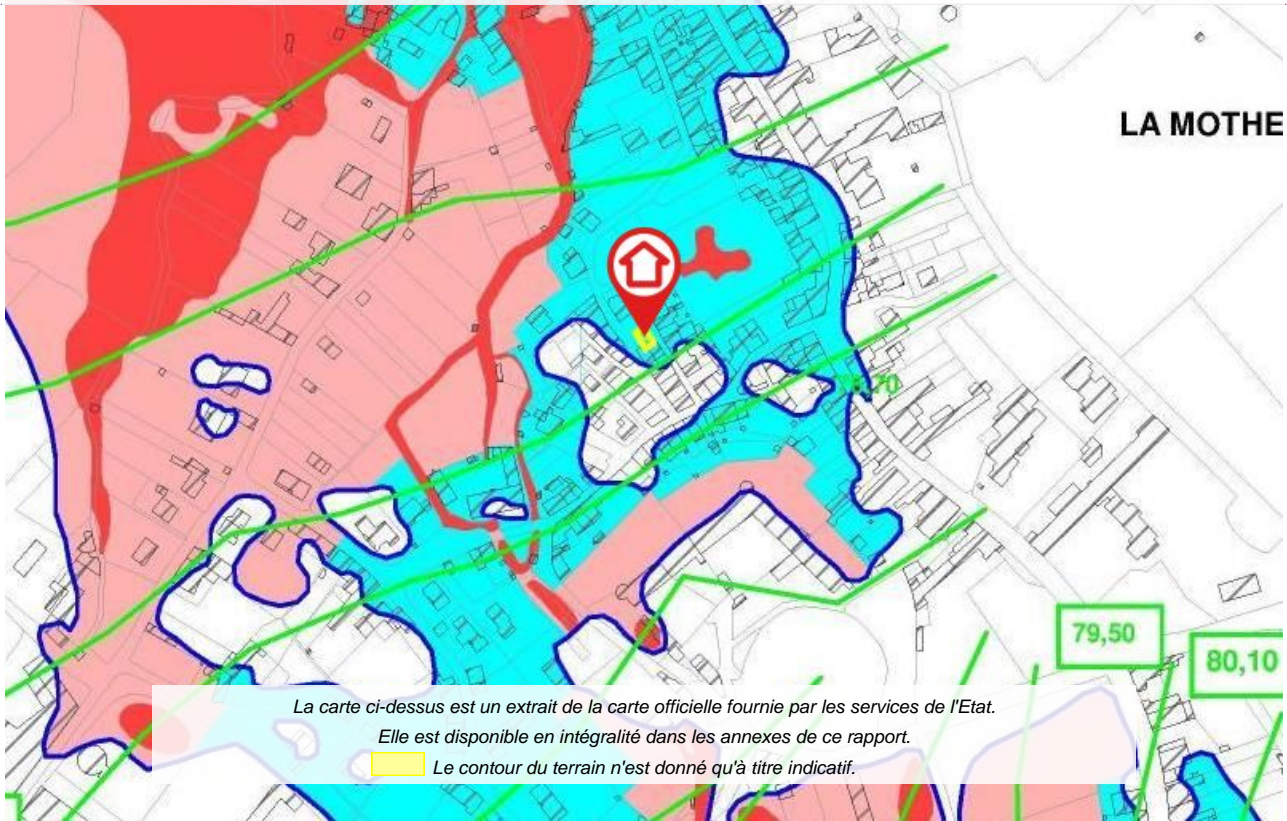 LA MOTHE
79,50
80,10
La carte ci-dessus est un extrait de la carte officielle fournie par les services de l'Etat.
Elle est disponible en intégralité dans les annexes de ce rapport.
Le contour du terrain n'est donné qu'à titre indicatif.